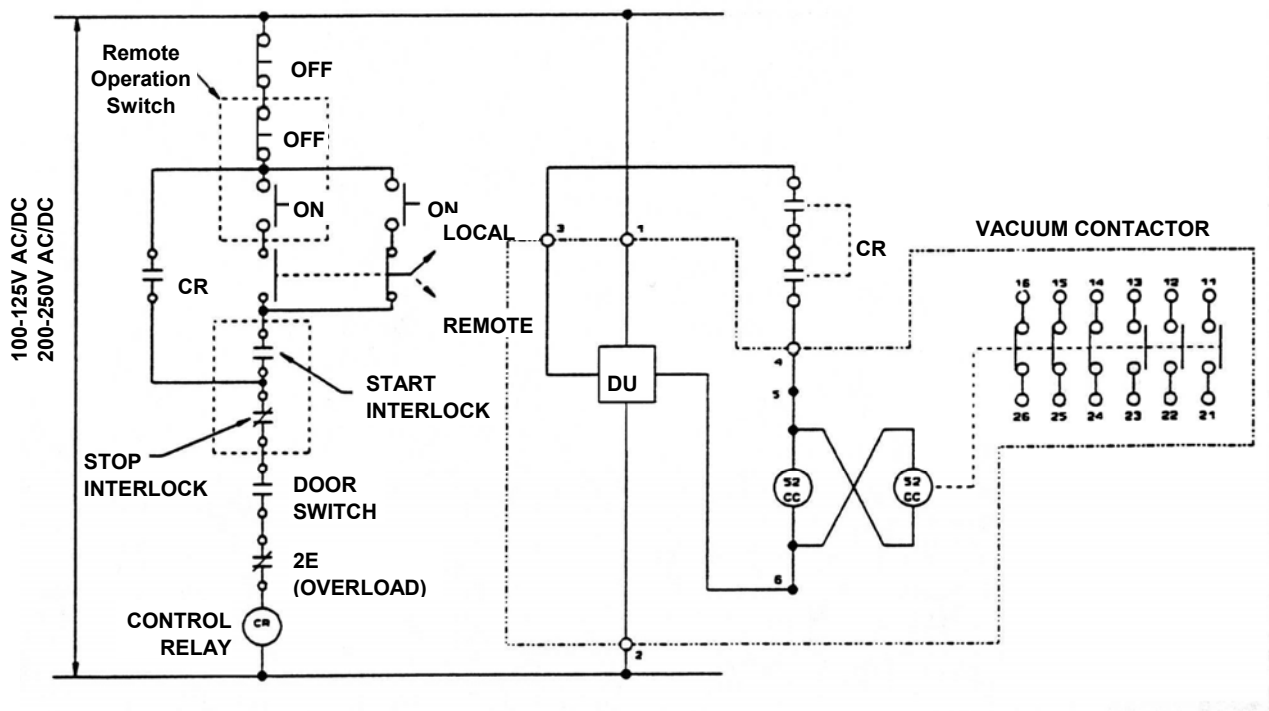 100-125V AC/DC
200-250V AC/DC
Remote
Operation
Switch
OFF
OFF
ON
ON
LOCAL
REMOTE
CR
START
INTERLOCK
STOP
INTERLOCK
DOOR
SWITCH
2E
(OVERLOAD)
CONTROL
RELAY
CR
3
1
CR
4
DU
5
52
CC
52
CC
6
2
VACUUM CONTACTOR
16 15 14 13 12 11
26 25 24 23 22 21